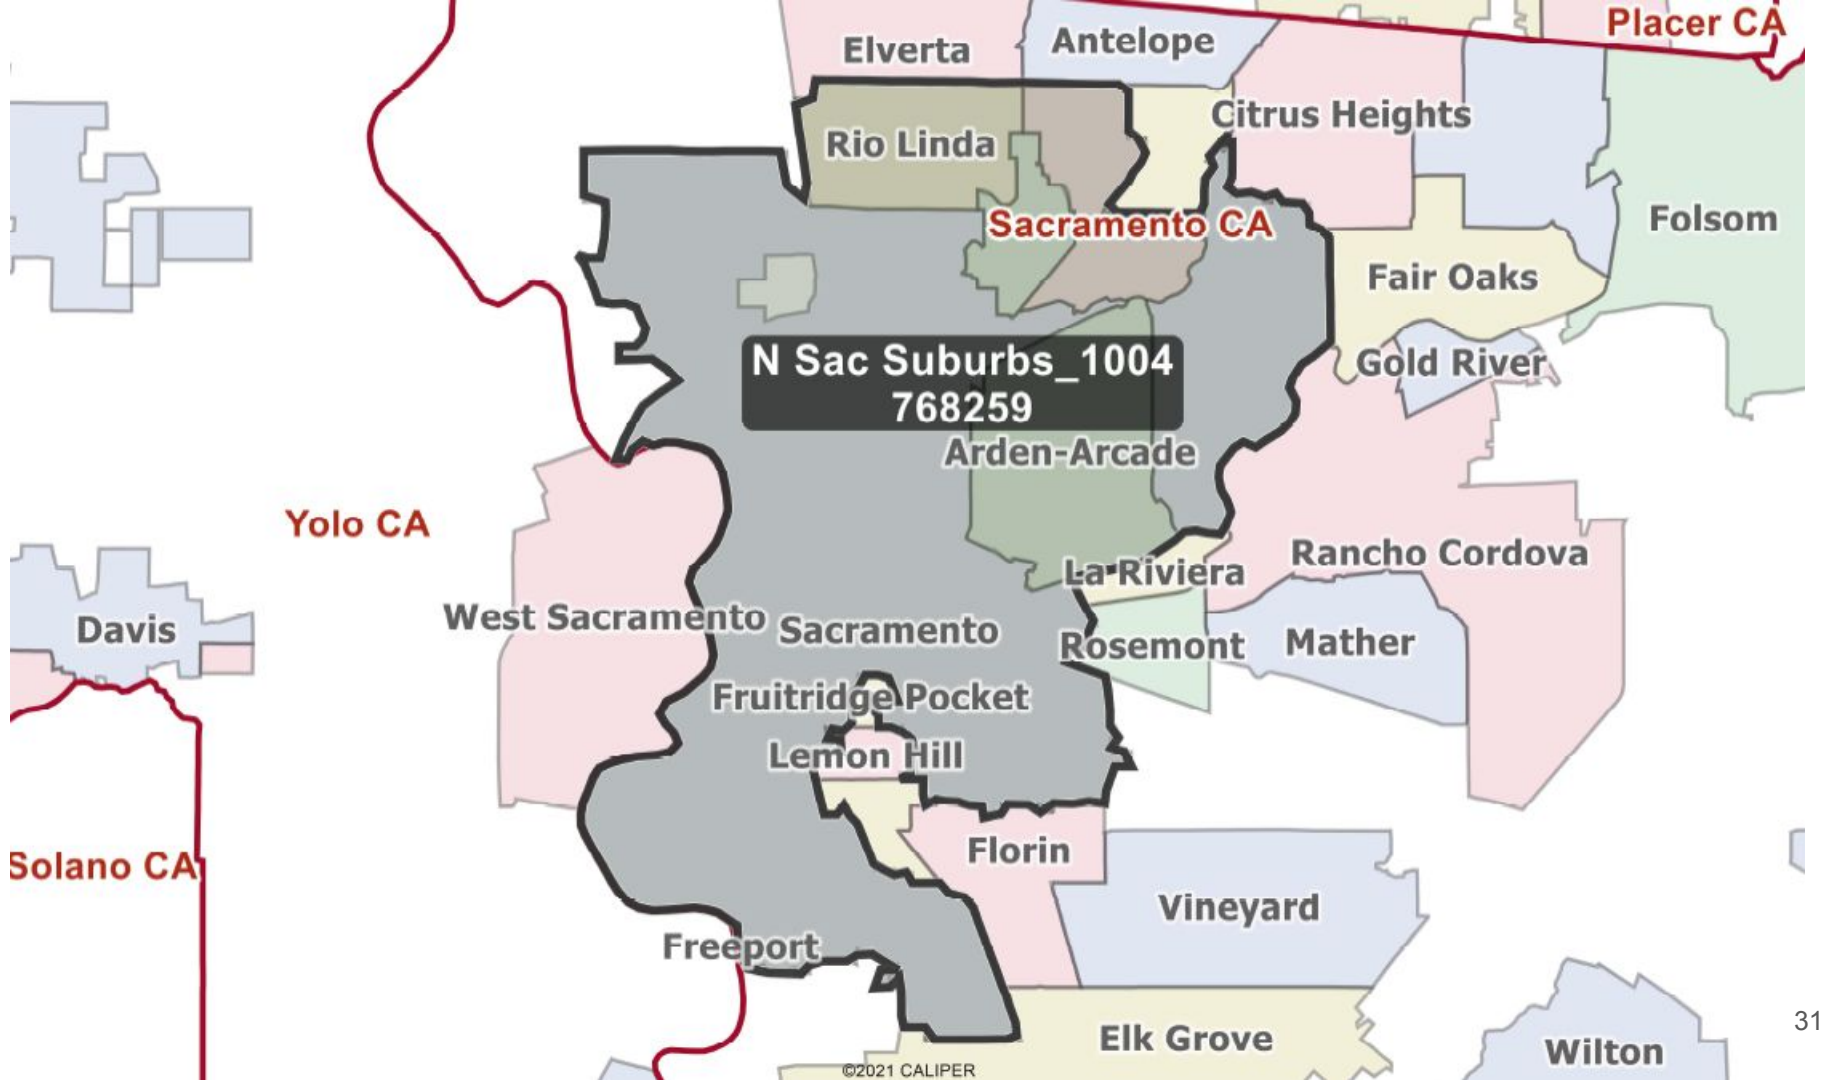 Placer CA
Elverta
Antelope
Citrus Heights
Rio Linda
Sacramento CA
Folsom
Fair Oaks
N Sac Suburbs_1004
768259
Gold River
Arden-Arcade
Yolo CA
Rancho Cordova
La Riviera
West Sacramento
Sacramento
Davis
Rosemont
Mather
Fruitridge Pocket
Lemon Hill
Florin
Solano CA
Vineyard
Freeport
Elk Grove
Wilton
31
©2021 CALIPER